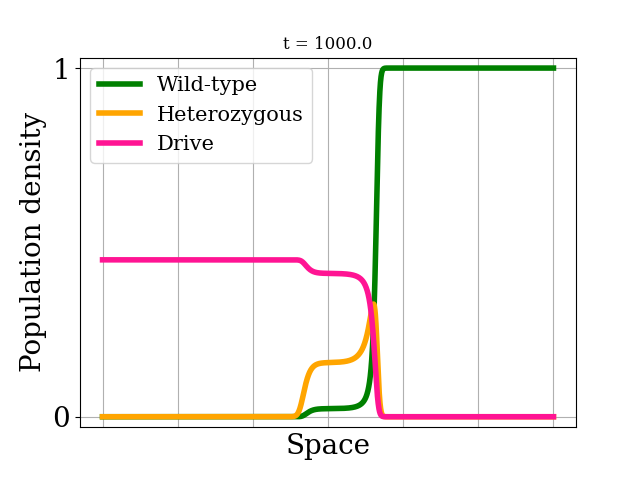 t = 1000.0
1
Wild-type
Heterozygous
Drive
Population density
0
Space